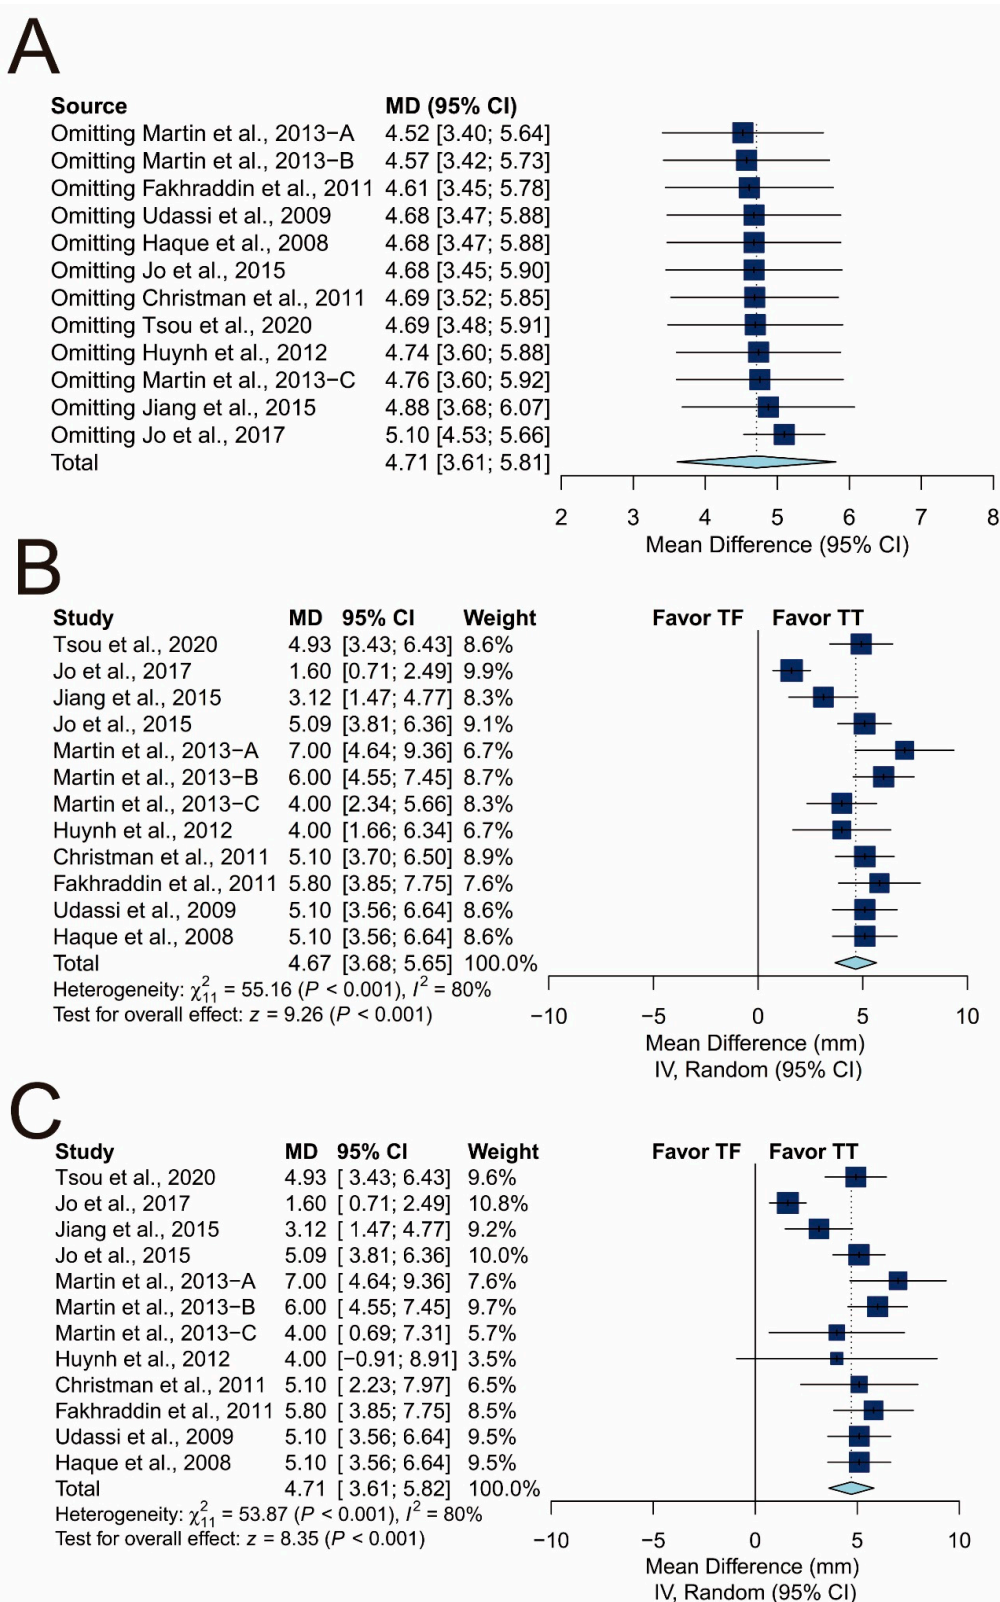 A
Source MD (95% CI)
Omitting Martin et al., 2013−A 4.52 [3.40; 5.64]
Omitting Martin et al., 2013−B 4.57 [3.42; 5.73]
Omitting Fakhraddin et al., 2011 4.61 [3.45; 5.78]
Omitting Udassi et al., 2009 4.68 [3.47; 5.88]
Omitting Haque et al., 2008 4.68 [3.47; 5.88]
Omitting Jo et al., 2015 4.68 [3.45; 5.90]
Omitting Christman et al., 2011 4.69 [3.52; 5.85]
Omitting Tsou et al., 2020 4.69 [3.48; 5.91]
Omitting Huynh et al., 2012 4.74 [3.60; 5.88]
Omitting Martin et al., 2013−C 4.76 [3.60; 5.92]
Omitting Jiang et al., 2015 4.88 [3.68; 6.07]
Omitting Jo et al., 2017 5.10 [4.53; 5.66]
Total 4.71 [3.61; 5.81]
2 3 4 5 6 7 8
Mean Difference (95% CI)
B
Study MD 95% CI Weight Favor TF Favor TT
Tsou et al., 2020 4.93 [3.43; 6.43] 8.6%
Jo et al., 2017 1.60 [0.71; 2.49] 9.9%
Jiang et al., 2015 3.12 [1.47; 4.77] 8.3%
Jo et al., 2015 5.09 [3.81; 6.36] 9.1%
Martin et al., 2013−A 7.00 [4.64; 9.36] 6.7%
Martin et al., 2013−B 6.00 [4.55; 7.45] 8.7%
Martin et al., 2013−C 4.00 [2.34; 5.66] 8.3%
Huynh et al., 2012 4.00 [1.66; 6.34] 6.7%
Christman et al., 2011 5.10 [3.70; 6.50] 8.9%
Fakhraddin et al., 2011 5.80 [3.85; 7.75] 7.6%
Udassi et al., 2009 5.10 [3.56; 6.64] 8.6%
Haque et al., 2008 5.10 [3.56; 6.64] 8.6%
Total 4.67 [3.68; 5.65] 100.0%
Heterogeneity: χ²₁₁ = 55.16 (P < 0.001), I² = 80%
Test for overall effect: z = 9.26 (P < 0.001)
−10 −5 0 5 10
Mean Difference (mm)
IV, Random (95% CI)
C
Study MD 95% CI Weight Favor TF Favor TT
Tsou et al., 2020 4.93 [ 3.43; 6.43] 9.6%
Jo et al., 2017 1.60 [ 0.71; 2.49] 10.8%
Jiang et al., 2015 3.12 [ 1.47; 4.77] 9.2%
Jo et al., 2015 5.09 [ 3.81; 6.36] 10.0%
Martin et al., 2013−A 7.00 [ 4.64; 9.36] 7.6%
Martin et al., 2013−B 6.00 [ 4.55; 7.45] 9.7%
Martin et al., 2013−C 4.00 [ 0.69; 7.31] 5.7%
Huynh et al., 2012 4.00 [−0.91; 8.91] 3.5%
Christman et al., 2011 5.10 [ 2.23; 7.97] 6.5%
Fakhraddin et al., 2011 5.80 [ 3.85; 7.75] 8.5%
Udassi et al., 2009 5.10 [ 3.56; 6.64] 9.5%
Haque et al., 2008 5.10 [ 3.56; 6.64] 9.5%
Total 4.71 [ 3.61; 5.82] 100.0%
Heterogeneity: χ²₁₁ = 53.87 (P < 0.001), I² = 80%
Test for overall effect: z = 8.35 (P < 0.001)
−10 −5 0 5 10
Mean Difference (mm)
IV, Random (95% CI)